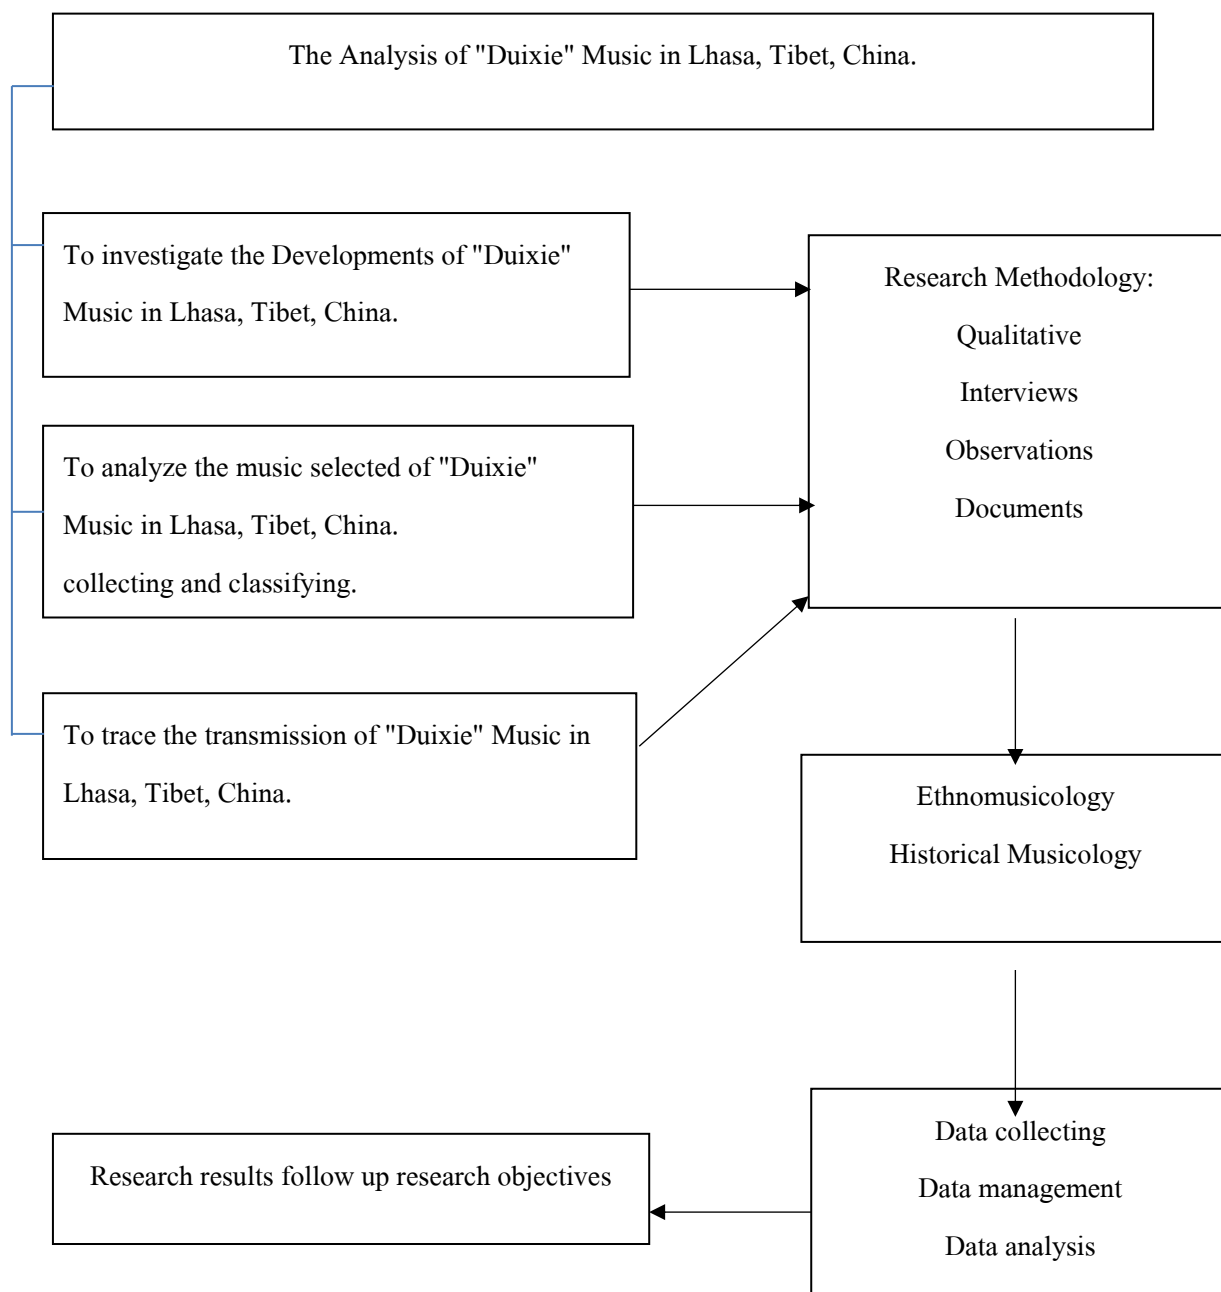 The Analysis of "Duixie" Music in Lhasa, Tibet, China.
To investigate the Developments of "Duixie"
Music in Lhasa, Tibet, China.
To analyze the music selected of "Duixie"
Music in Lhasa, Tibet, China.
collecting and classifying.
To trace the transmission of "Duixie" Music in
Lhasa, Tibet, China.
Research Methodology:
Qualitative
Interviews
Observations
Documents
Ethnomusicology
Historical Musicology
Data collecting
Data management
Data analysis
Research results follow up research objectives